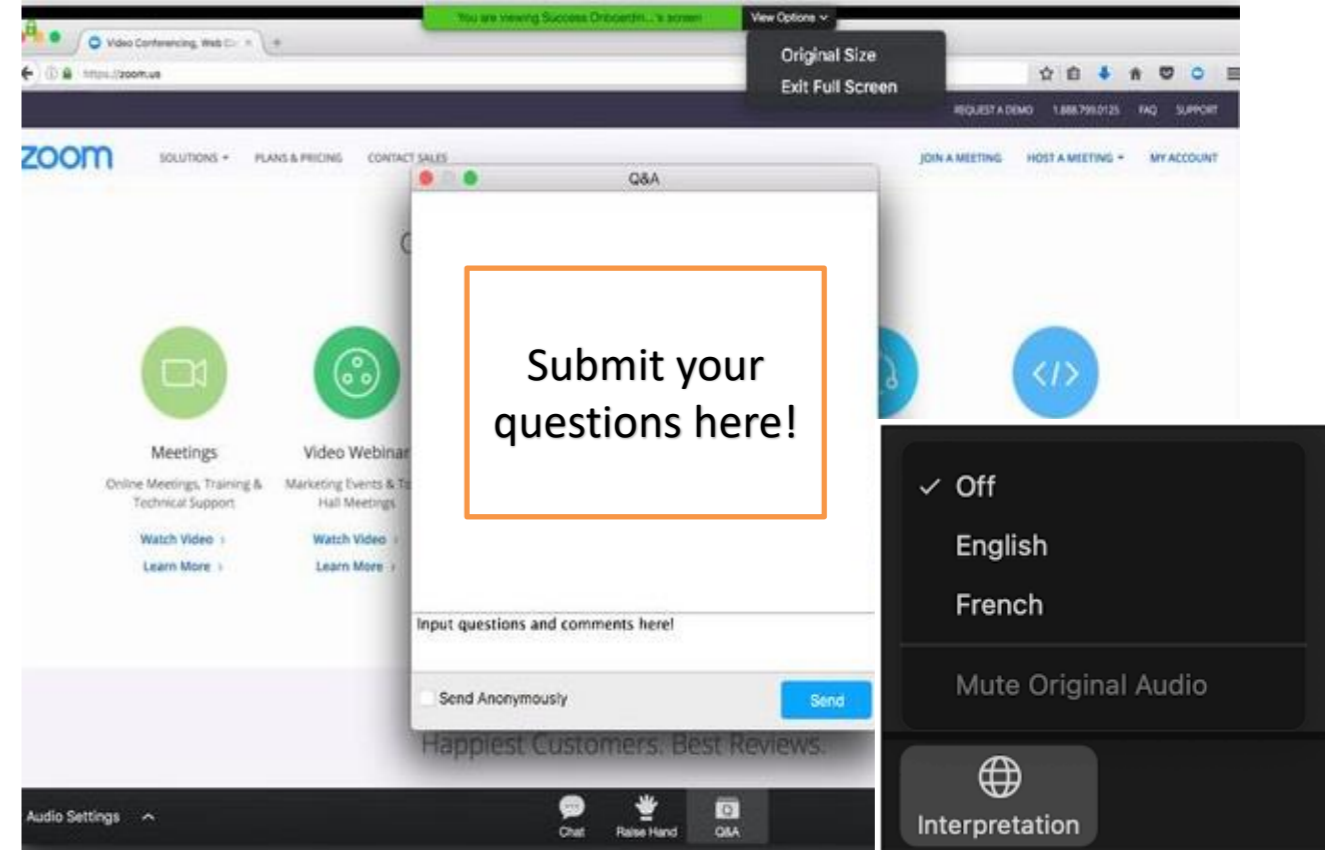 You are viewing Success Onboardin...'s screen
View Options
Original Size
Exit Full Screen
Video Conferencing, Web C
https://zoom.us
REQUEST A DEMO 1.888.799.0125 FAQ SUPPORT
zoom SOLUTIONS PLANS & PRICING CONTACT SALES JOIN A MEETING HOST A MEETING MY ACCOUNT
Q&A
Submit your
questions here!
Meetings
Online Meetings, Training &
Technical Support
Watch Video
Learn More
Video Webinar
Marketing Events &
Hall Meetings
Watch Video
Learn More
</>
Input questions and comments here!
Send Anonymously
Send
Happiest Customers. Best Reviews.
Audio Settings
Chat
Raise Hand
Q&A
✓ Off
English
French
Mute Original Audio
Interpretation